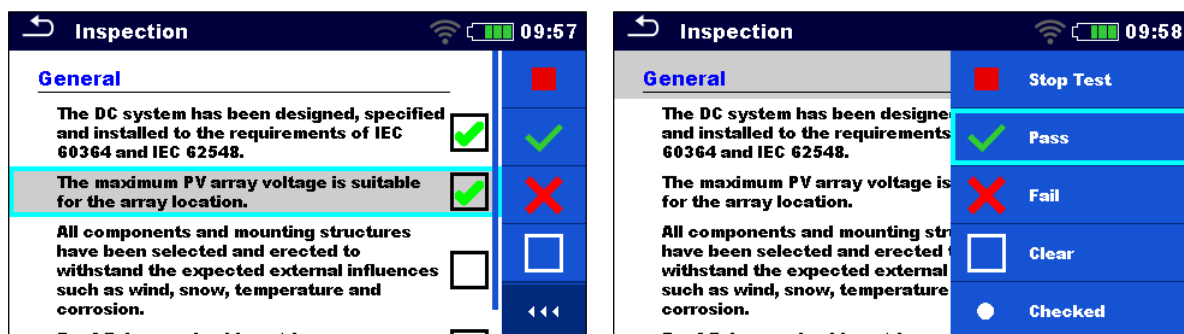 Inspection
09:57
General
The DC system has been designed, specified
and installed to the requirements of IEC
60364 and IEC 62548.
The maximum PV array voltage is suitable
for the array location.
All components and mounting structures
have been selected and erected to
withstand the expected external influences
such as wind, snow, temperature and
corrosion.
Inspection
09:58
General
The DC system has been designe
and installed to the requirements
60364 and IEC 62548.
The maximum PV array voltage is
for the array location.
All components and mounting stru
have been selected and erected t
withstand the expected external
such as wind, snow, temperature
corrosion.
Stop Test
Pass
Fail
Clear
Checked